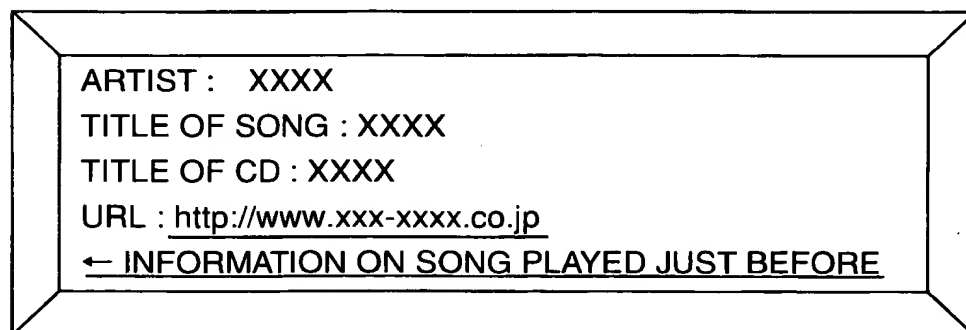 ARTIST : XXXX
TITLE OF SONG : XXXX
TITLE OF CD : XXXX
URL : http://www.xxx-xxxx.co.jp
← INFORMATION ON SONG PLAYED JUST BEFORE